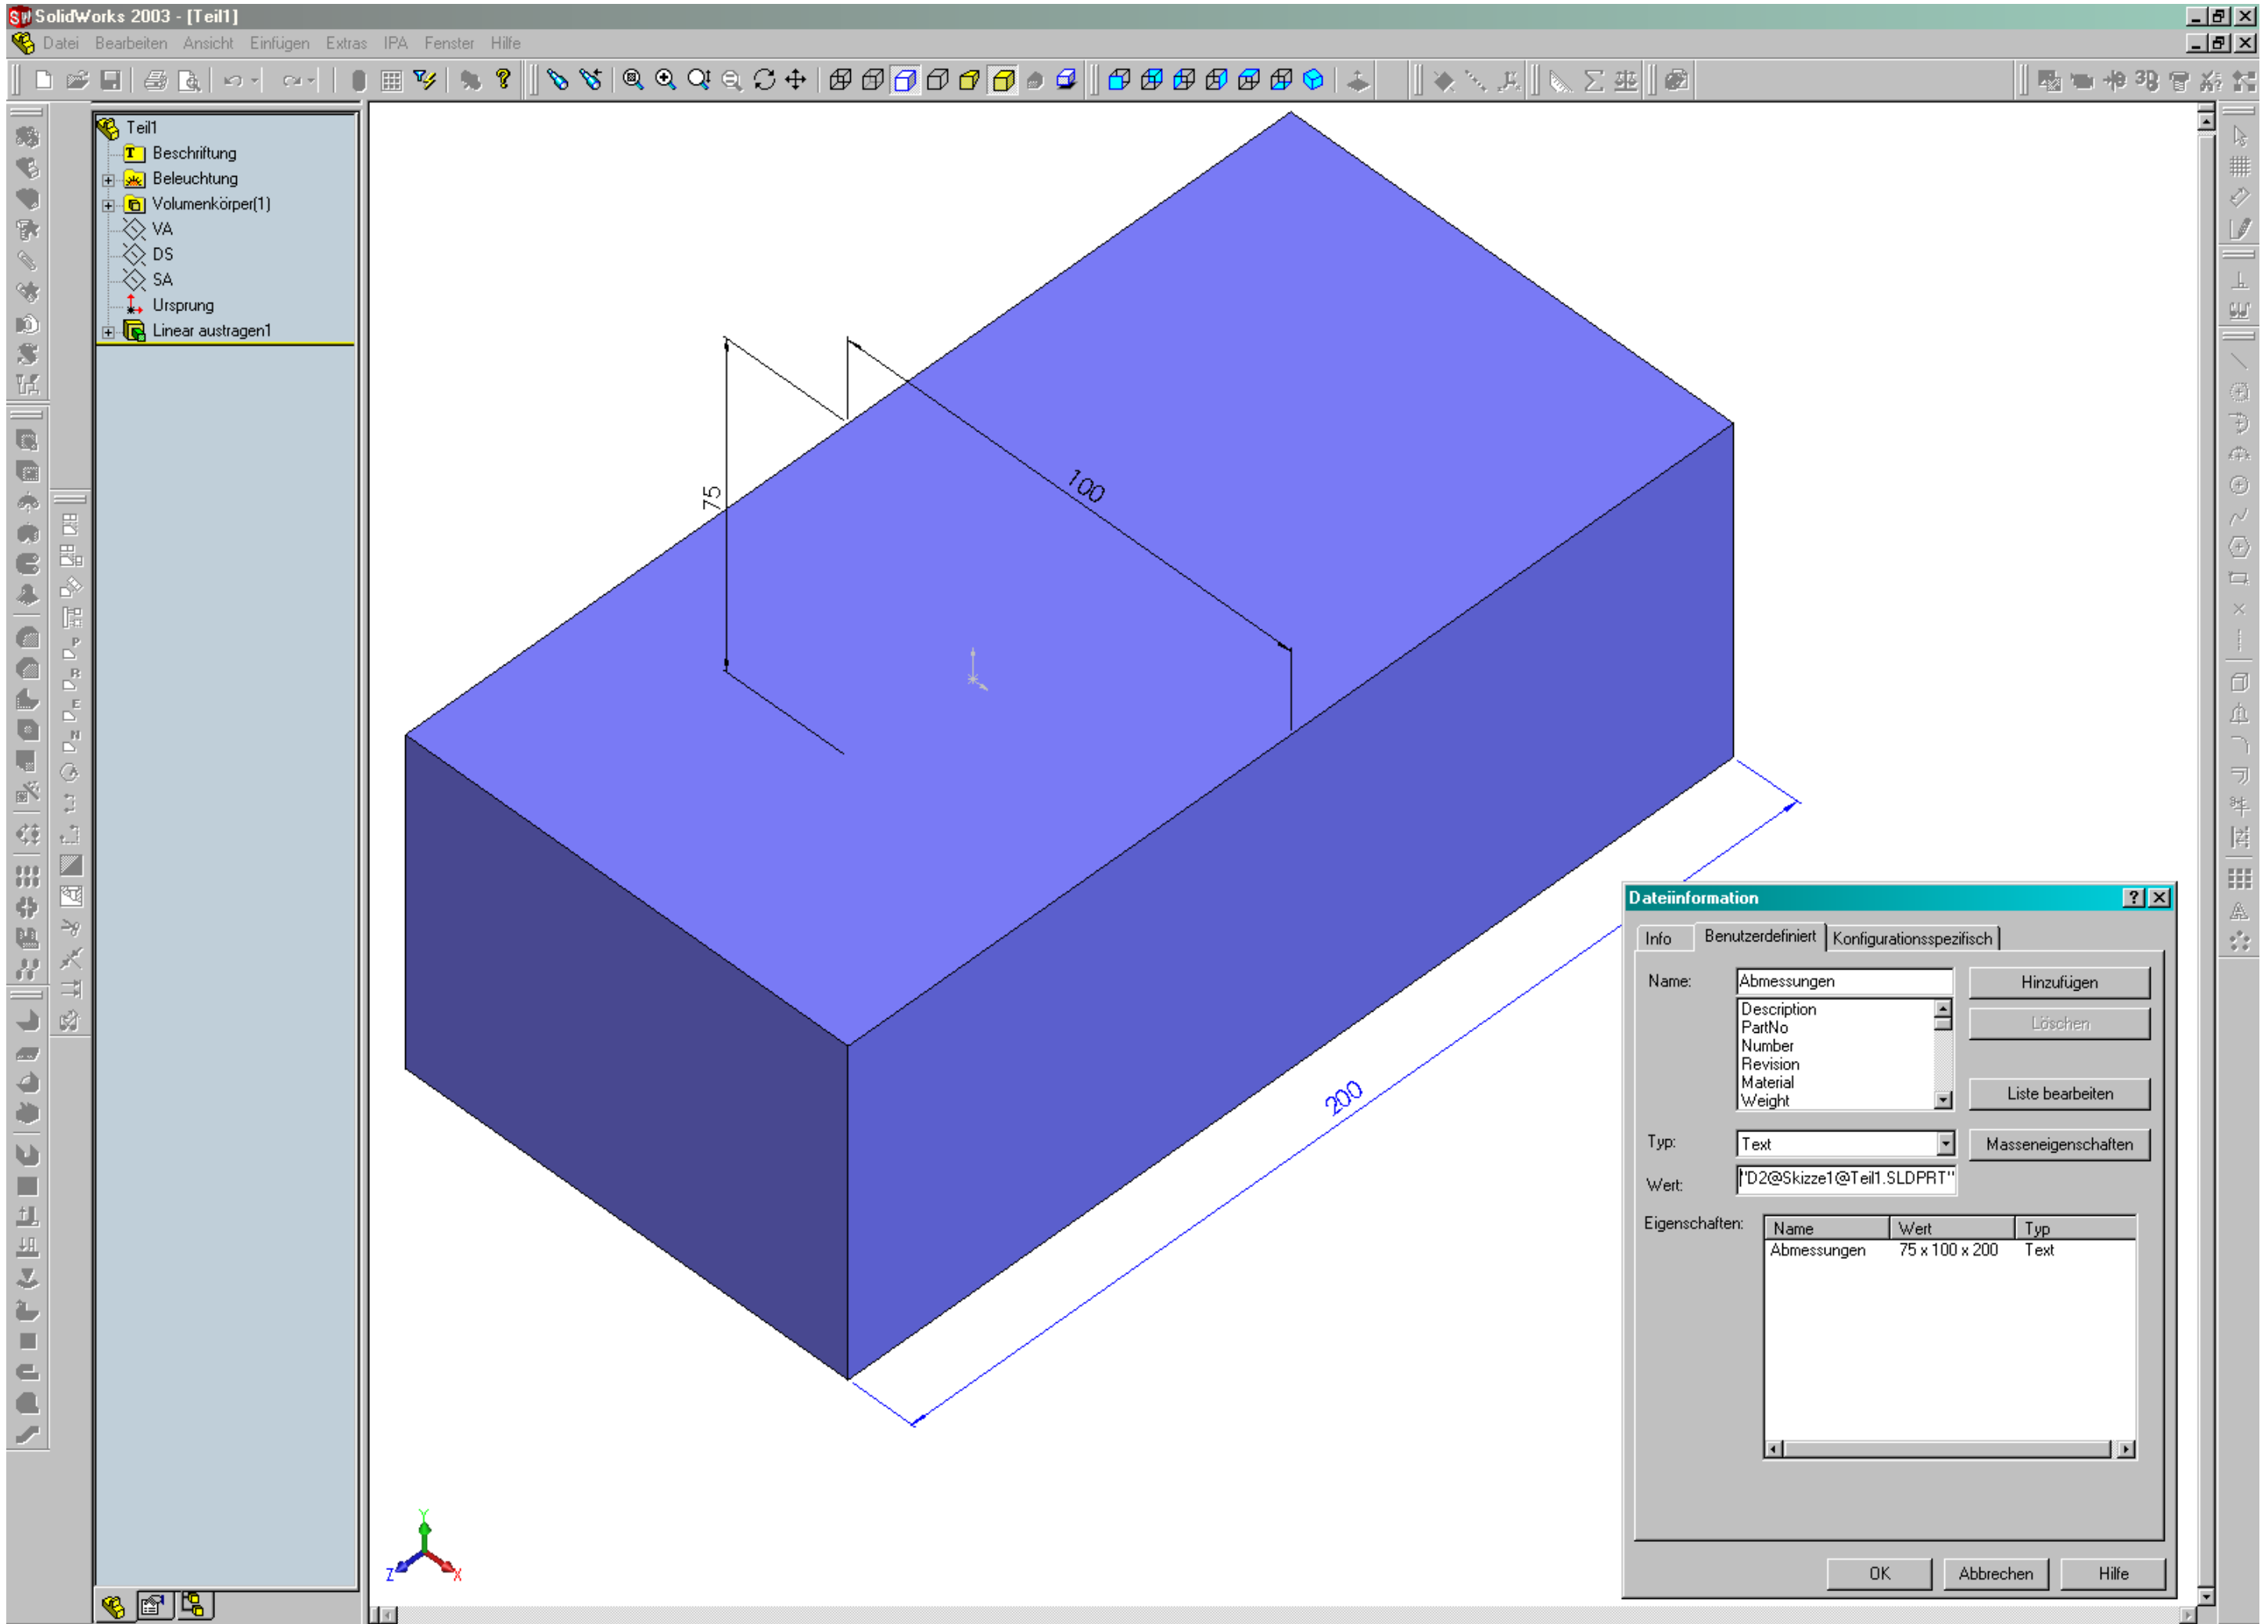 SolidWorks 2003 - [Teil1]
Datei Bearbeiten Ansicht Einfügen Extras IPA Fenster Hilfe
3D
Teil1
Beschriftung
Beleuchtung
Volumenkörper(1)
VA
DS
SA
Ursprung
Linear austragen1
P
R
E
N
75
100
200
Y
Z
X
Dateiinformation
Info Benutzerdefiniert Konfigurationsspezifisch
Name: Abmessungen Hinzufügen
Description
PartNo
Number
Revision
Material
Weight
Löschen
Liste bearbeiten
Typ: Text Masseneigenschaften
Wert: "D2@Skizze1@Teil1.SLDPRT"
Eigenschaften: Name Wert Typ
Abmessungen 75 x 100 x 200 Text
OK Abbrechen Hilfe